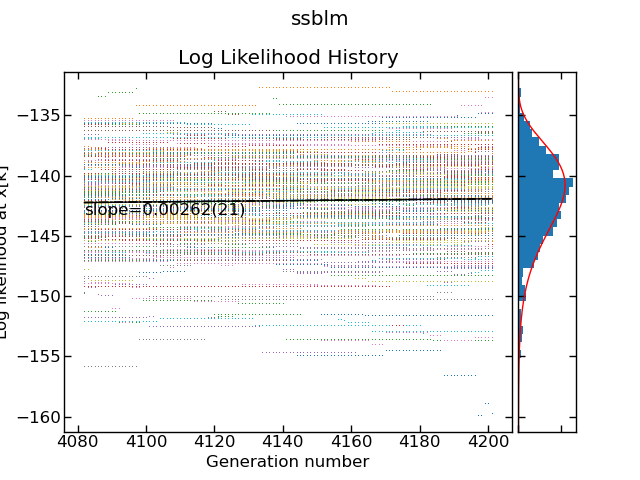 ssblm
Log Likelihood History
Log likelihood at x[k]
−135
−140
−145
−150
−155
−160
slope=0.00262(21)
4080 4100 4120 4140 4160 4180 4200
Generation number